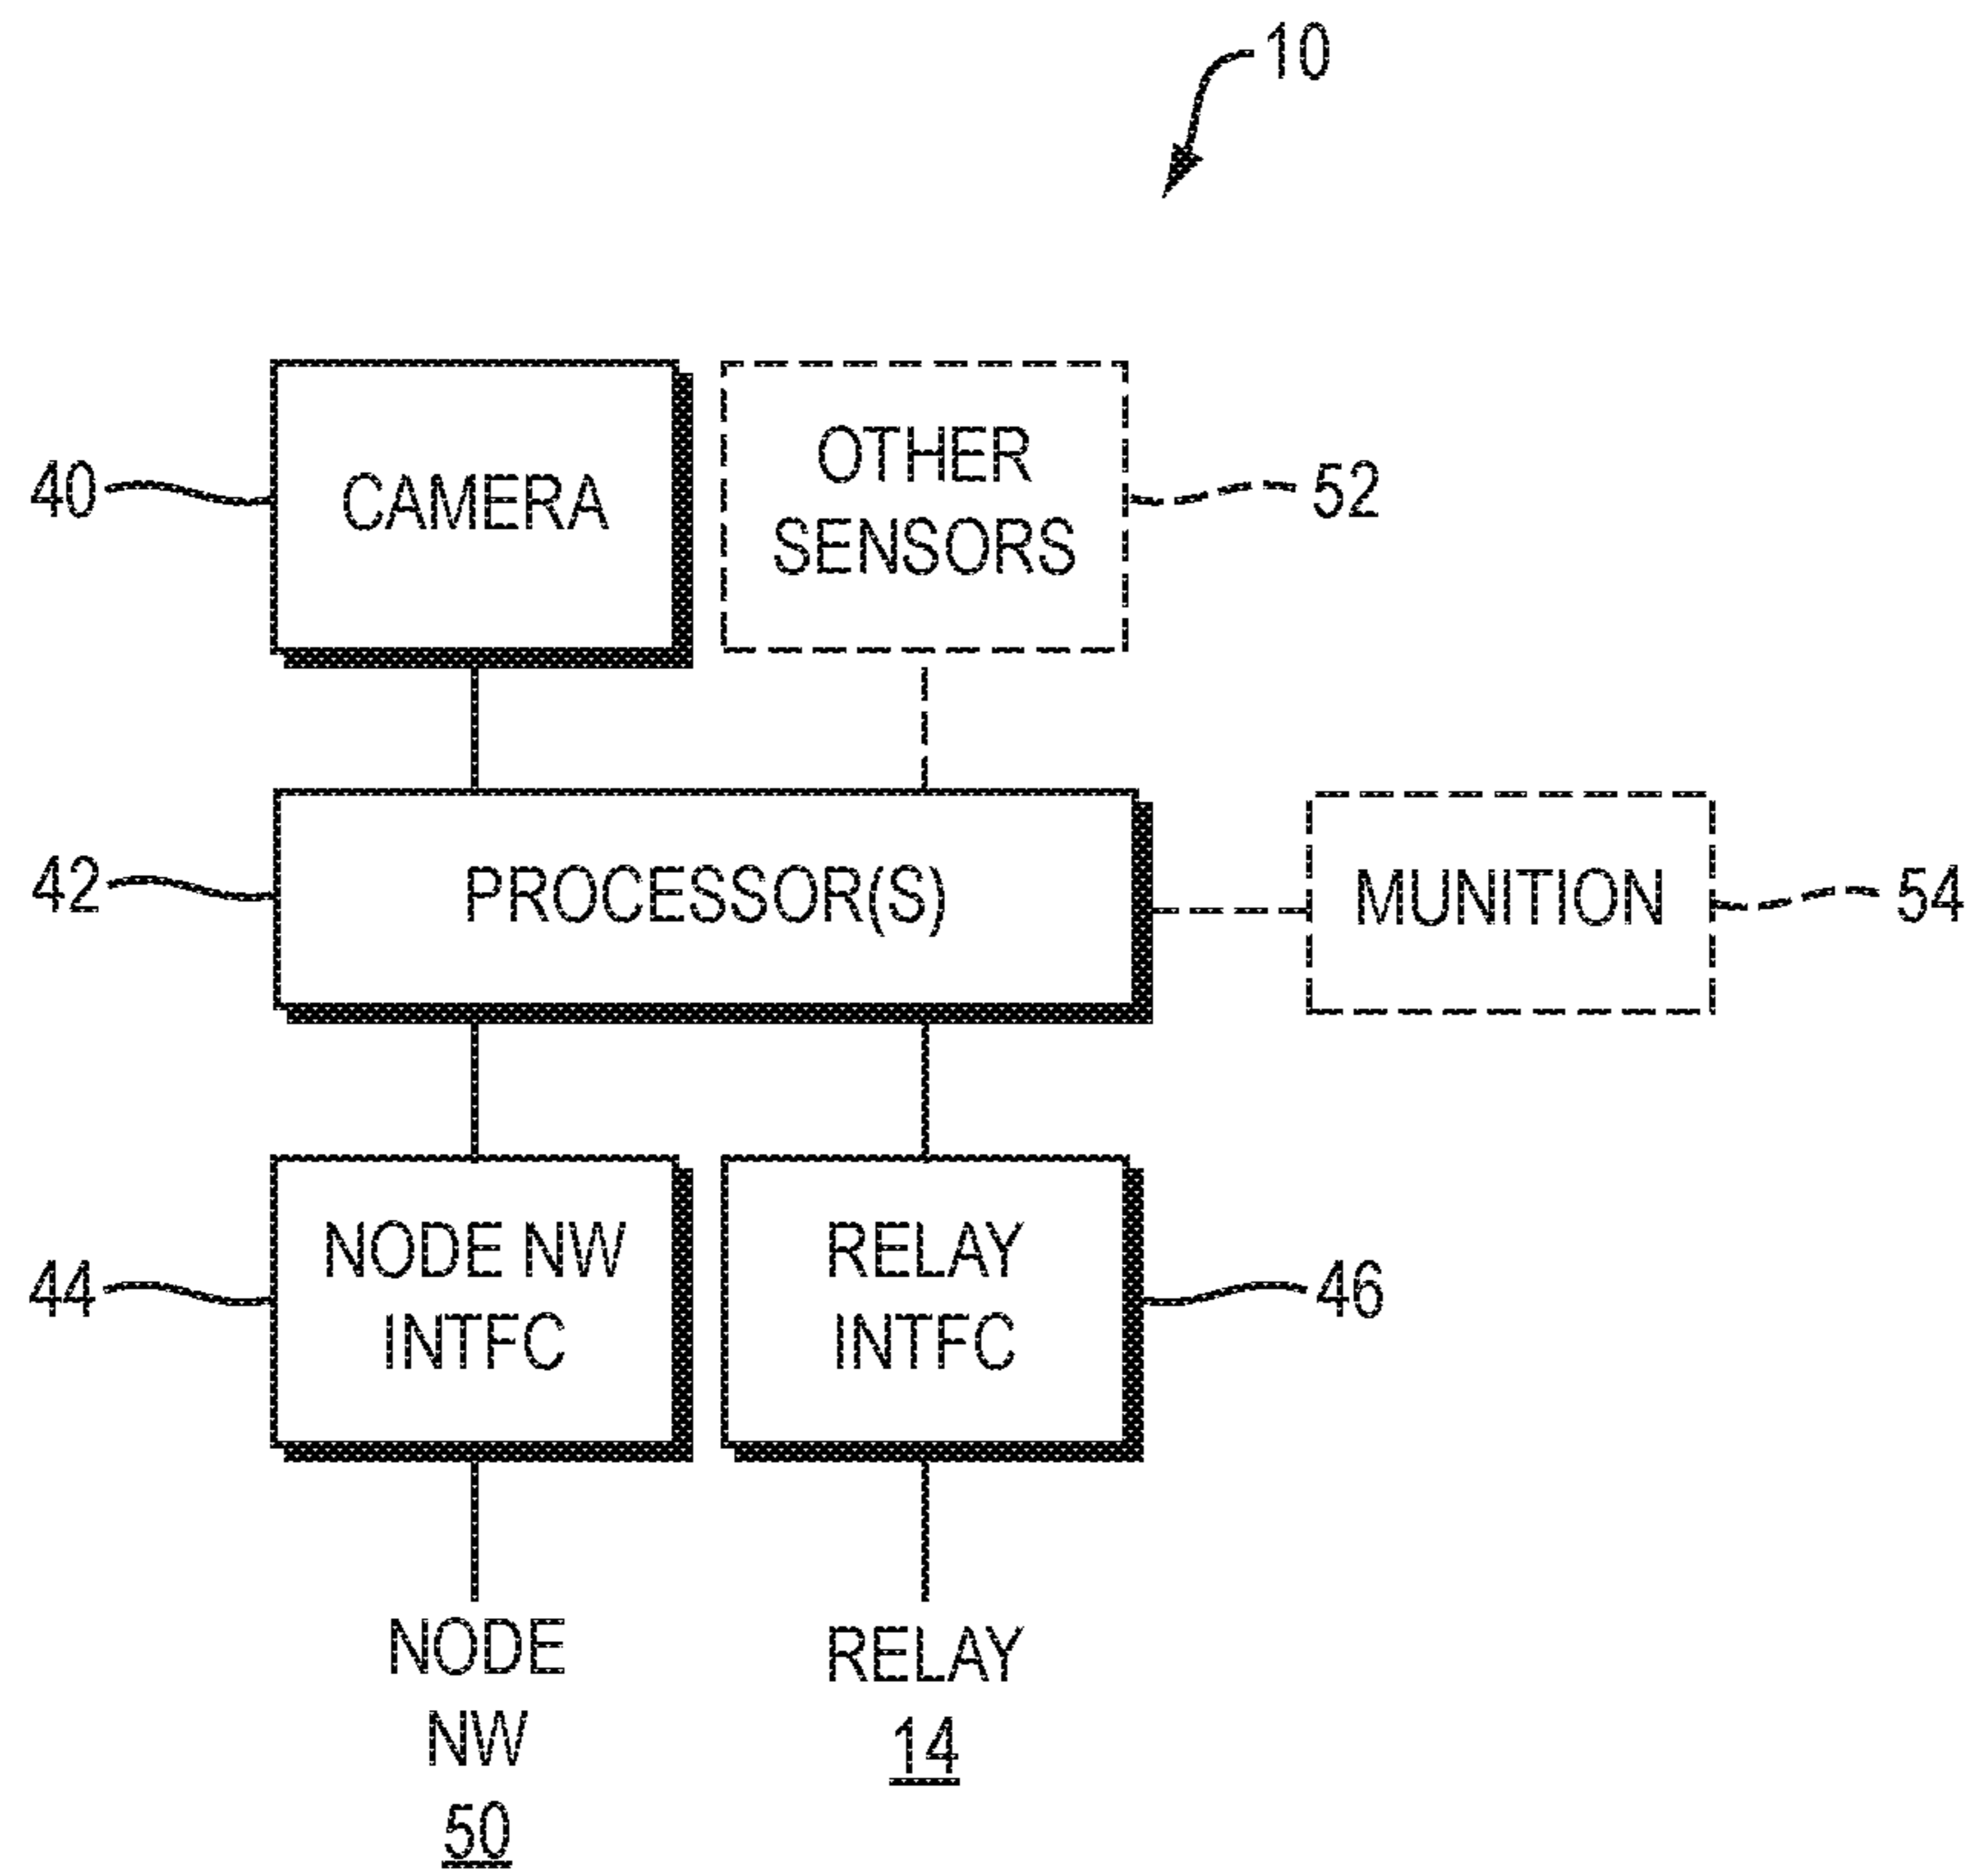 10
OTHER
SENSORS
40
CAMERA
52
42
PROCESSOR(S)
MUNITION
54
NODE NW
INTFC
RELAY
INTFC
44
46
NODE
NW
50
RELAY
14